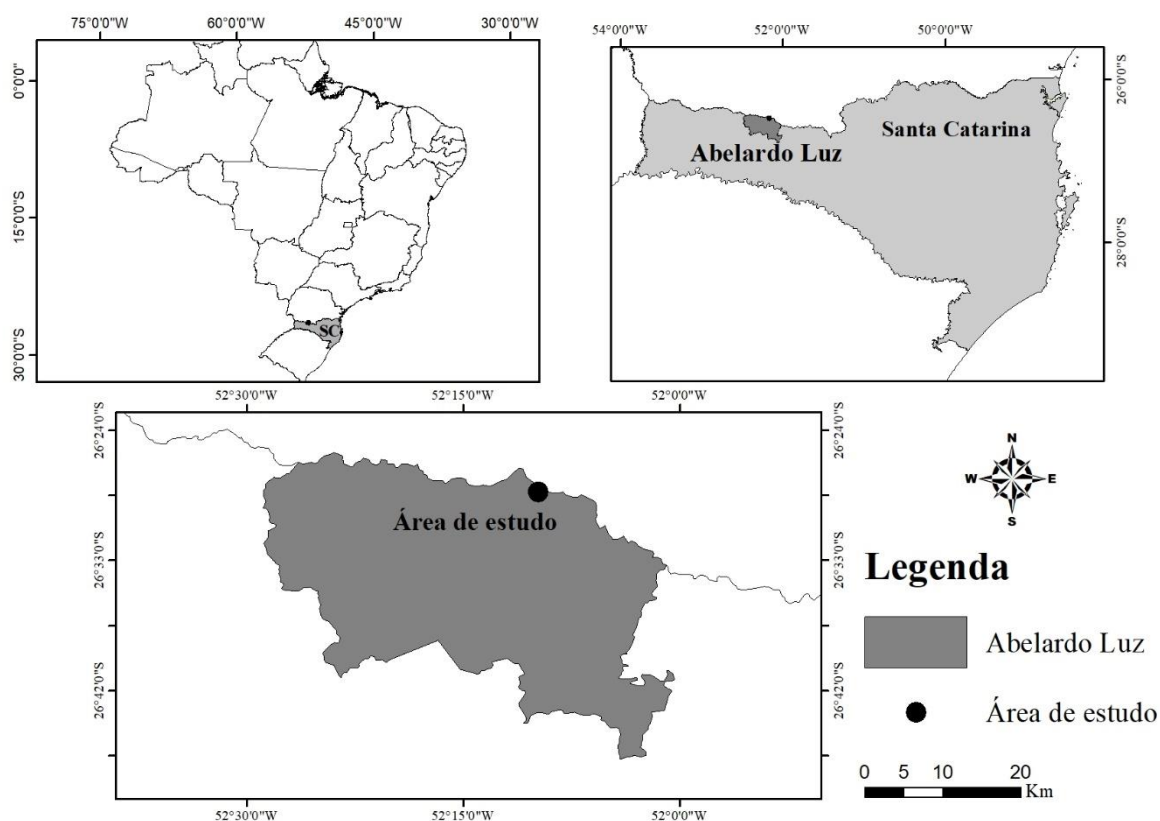 75°0'0"W 60°0'0"W 45°0'0"W 30°0'0"W
0°0'0"
15°0'0"S
30°0'0"S
SC
54°0'0"W 52°0'0"W 50°0'0"W
26°0'0"S
28°0'0"S
Santa Catarina
Abelardo Luz
52°30'0"W 52°15'0"W 52°0'0"W
26°24'0"S 26°24'0"S
26°33'0"S 26°33'0"S
26°42'0"S 26°42'0"S
Área de estudo
52°30'0"W 52°15'0"W 52°0'0"W
N
W E
S
Legenda
Abelardo Luz
Área de estudo
0 5 10 20
Km